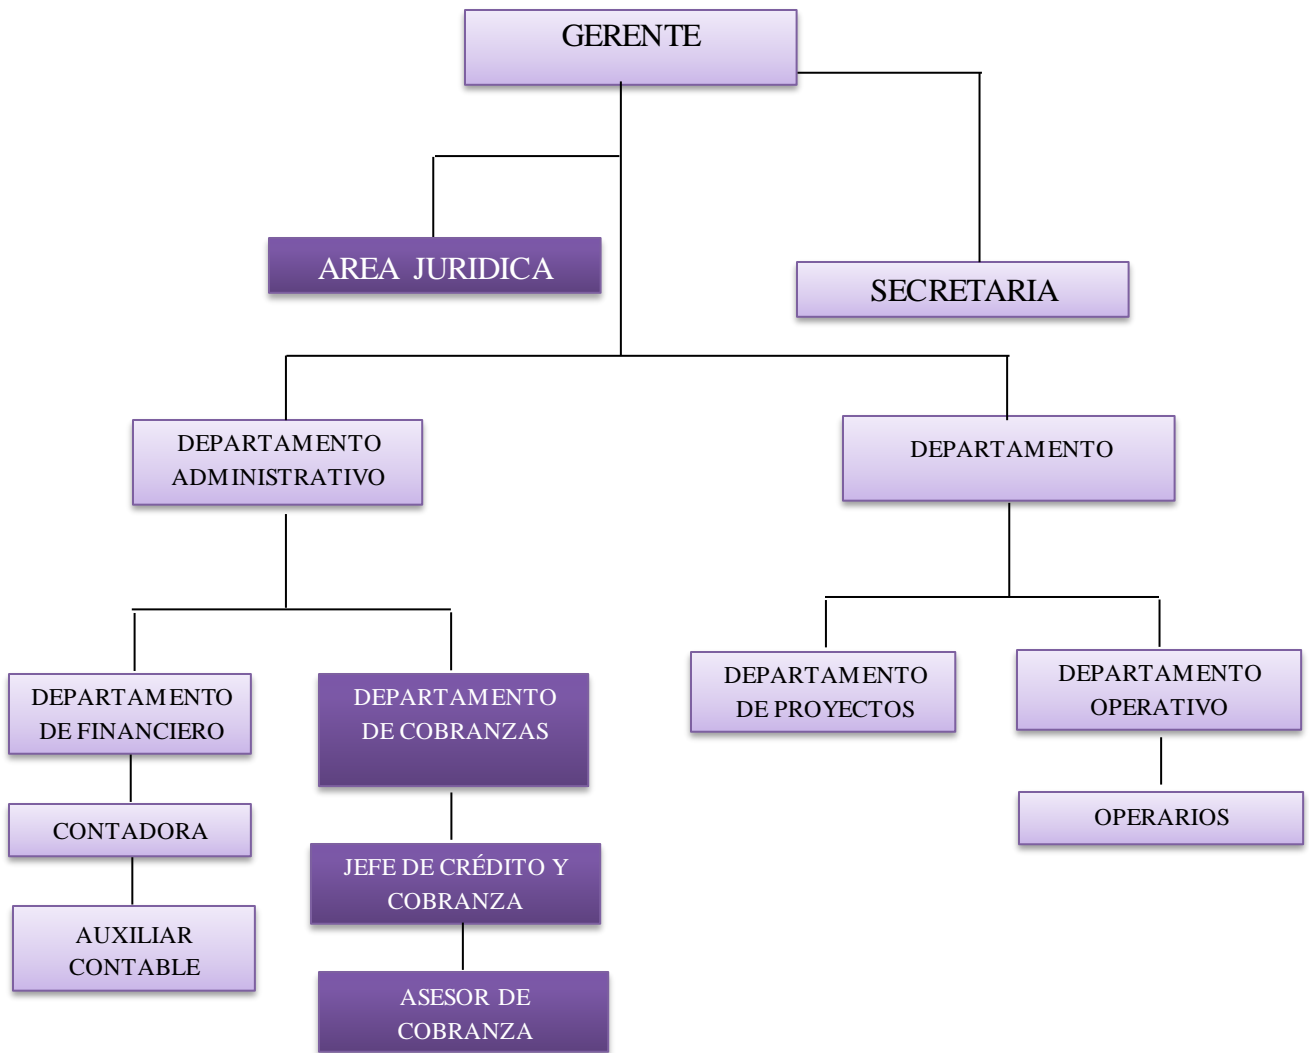 GERENTE
AREA JURIDICA
SECRETARIA
DEPARTAMENTO
ADMINISTRATIVO
DEPARTAMENTO
DEPARTAMENTO
DE FINANCIERO
DEPARTAMENTO
DE COBRANZAS
DEPARTAMENTO
DE PROYECTOS
DEPARTAMENTO
OPERATIVO
CONTADORA
JEFE DE CRÉDITO Y
COBRANZA
OPERARIOS
AUXILIAR
CONTABLE
ASESOR DE
COBRANZA